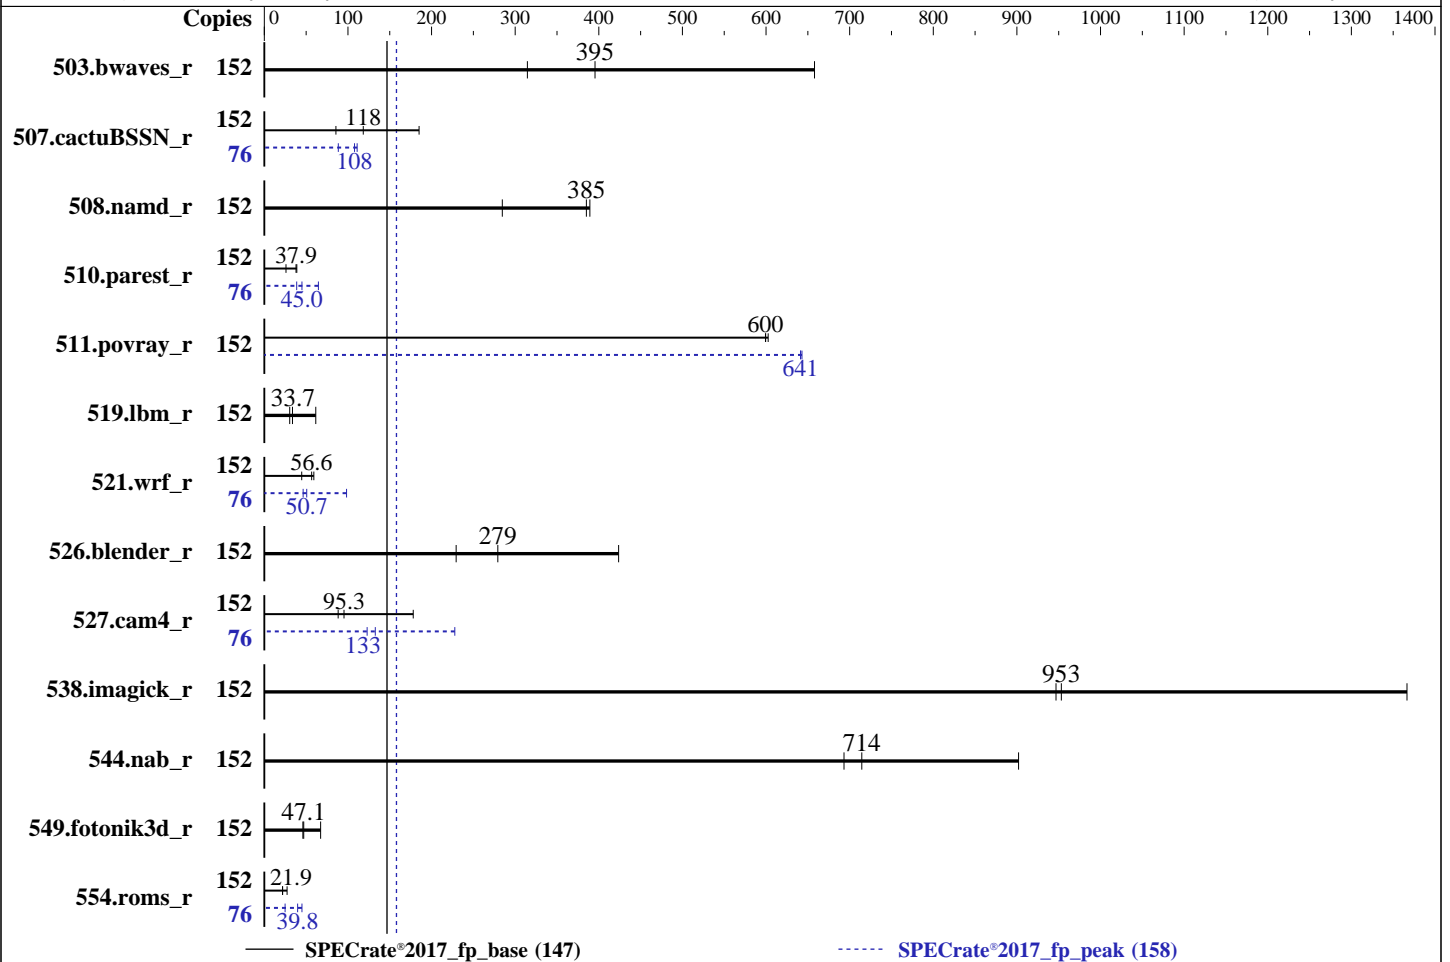 Copies 0 100 200 300 400 500 600 700 800 900 1000 1100 1200 1300 1400
503.bwaves_r 152 395
507.cactuBSSN_r 152 118
76 108
508.namd_r 152 385
510.parest_r 152 37.9
76 45.0
511.povray_r 152 600
641
519.lbm_r 152 33.7
521.wrf_r 152 56.6
76 50.7
526.blender_r 152 279
527.cam4_r 152 95.3
76 133
538.imagick_r 152 953
544.nab_r 152 714
549.fotonik3d_r 152 47.1
554.roms_r 152 21.9
76 39.8
SPECrate®2017_fp_base (147) SPECrate®2017_fp_peak (158)